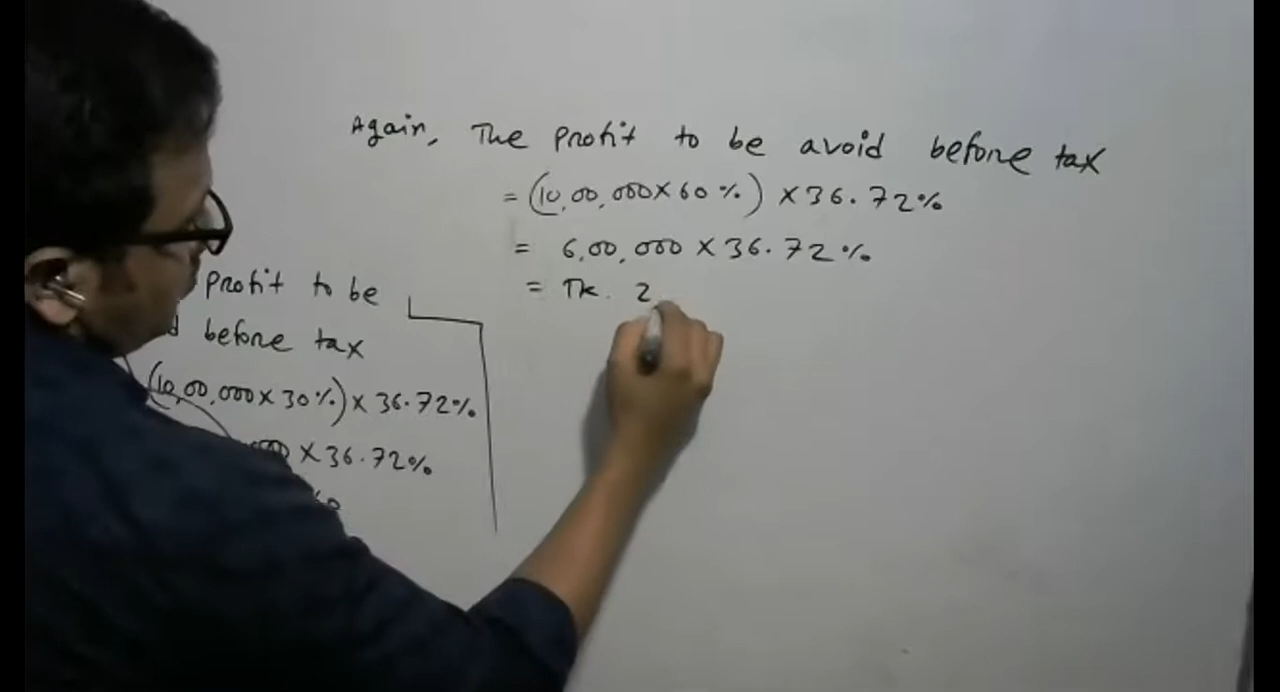 Again, The profit to be avoid before tax
= (10,00,000 X 60%) X 36.72%
= 6,00,000 X 36.72%
= Tk. 2
profit to be
before tax
(10,00,000 X 30%) X 36.72%
X 36.72%